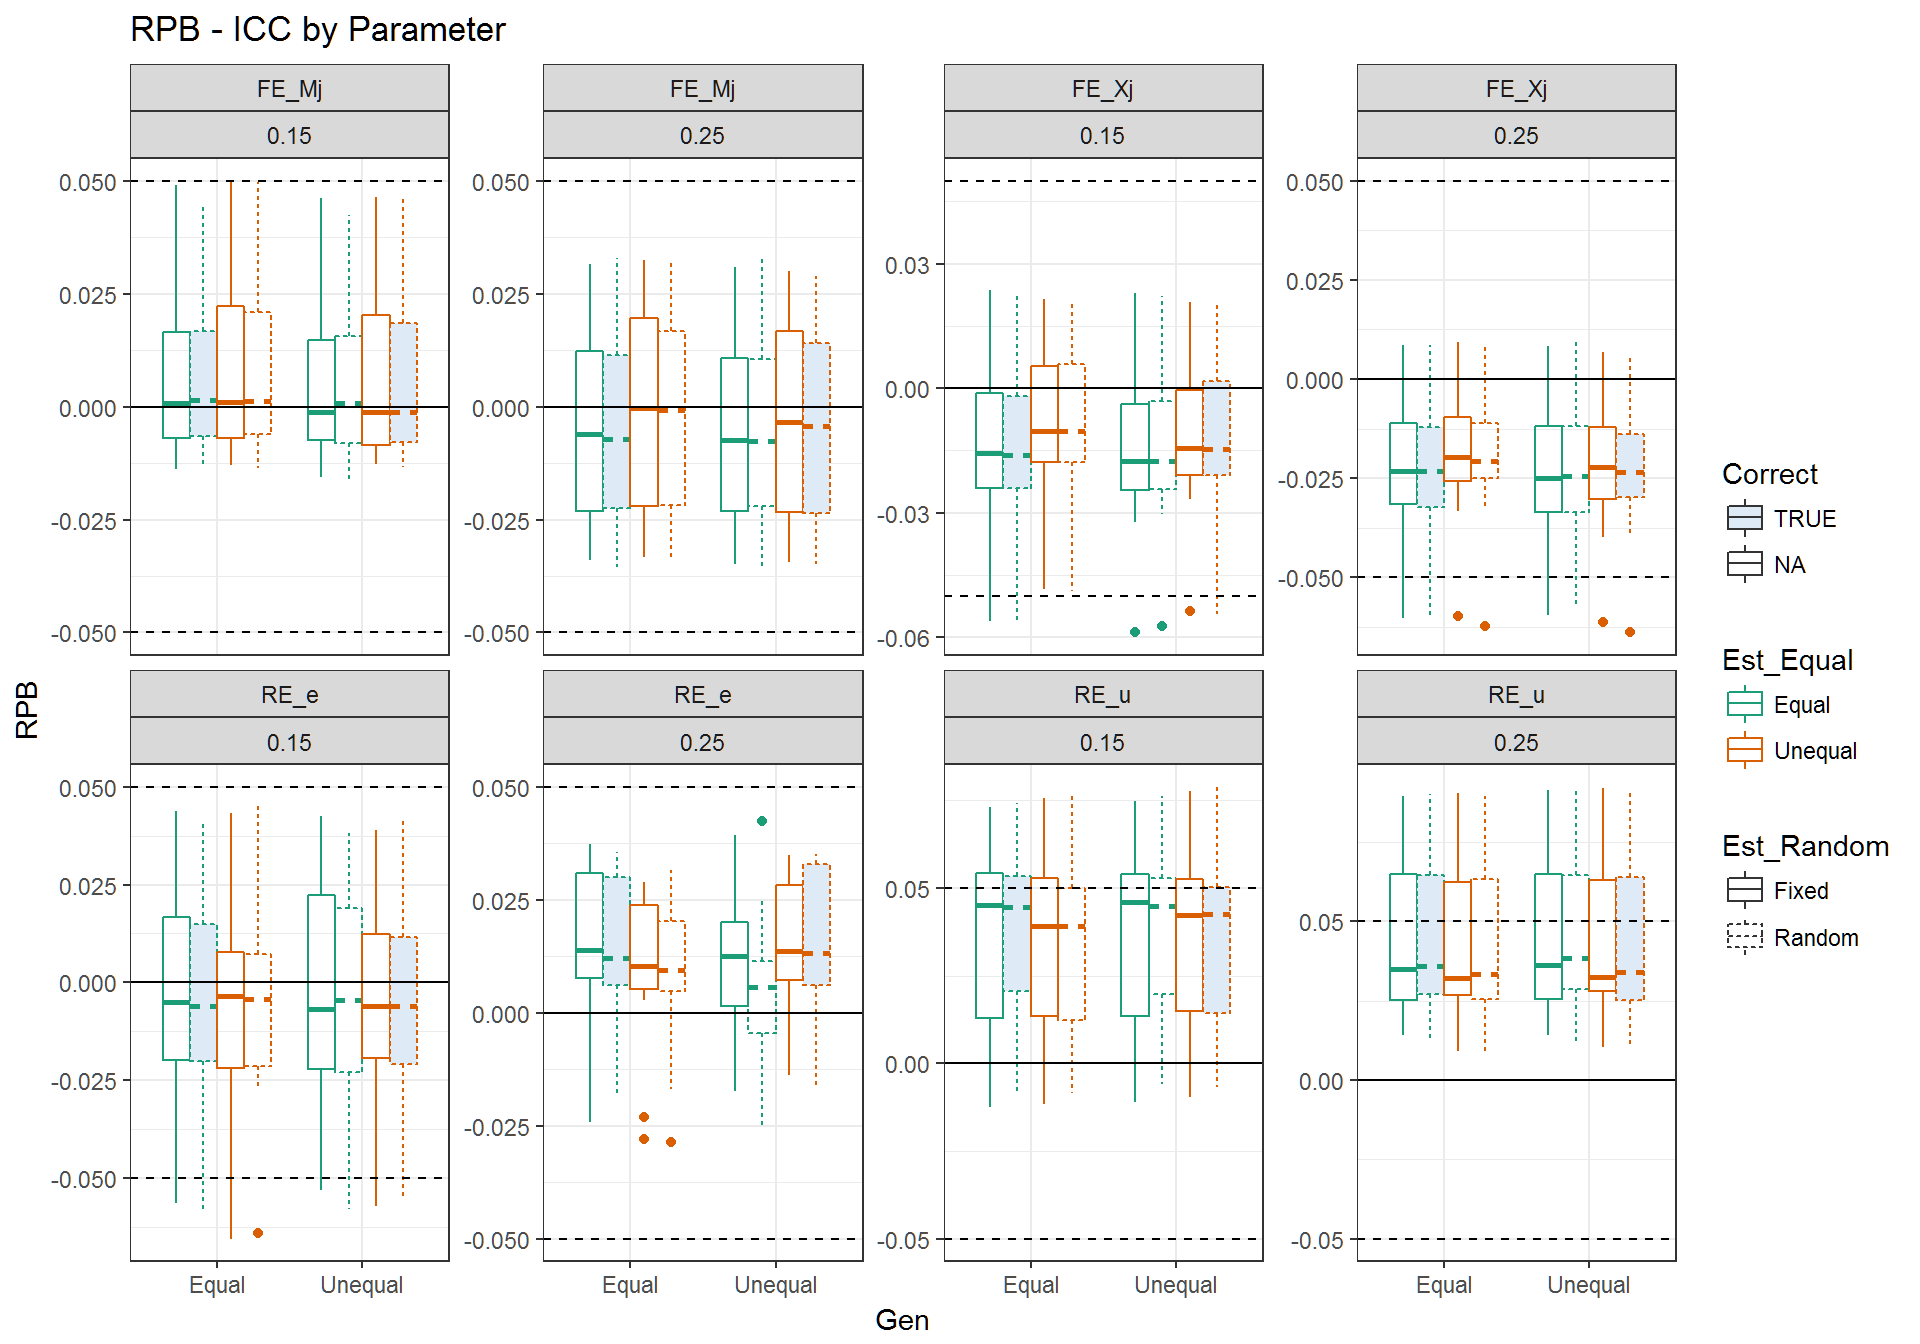 RPB - ICC by Parameter
FE_Mj
FE_Mj
FE_Xj
FE_Xj
0.15
0.25
0.15
0.25
0.050
0.025
0.000
-0.025
-0.050
0.050
0.025
0.000
-0.025
-0.050
0.03
0.00
-0.03
-0.06
0.050
0.025
0.000
-0.025
-0.050
RPB
RE_e
RE_e
RE_u
RE_u
0.15
0.25
0.15
0.25
0.050
0.025
0.000
-0.025
-0.050
0.050
0.025
0.000
-0.025
-0.050
0.05
0.00
-0.05
0.05
0.00
-0.05
Equal Unequal
Equal Unequal
Equal Unequal
Equal Unequal
Gen
Correct
TRUE
NA
Est_Equal
Equal
Unequal
Est_Random
Fixed
Random